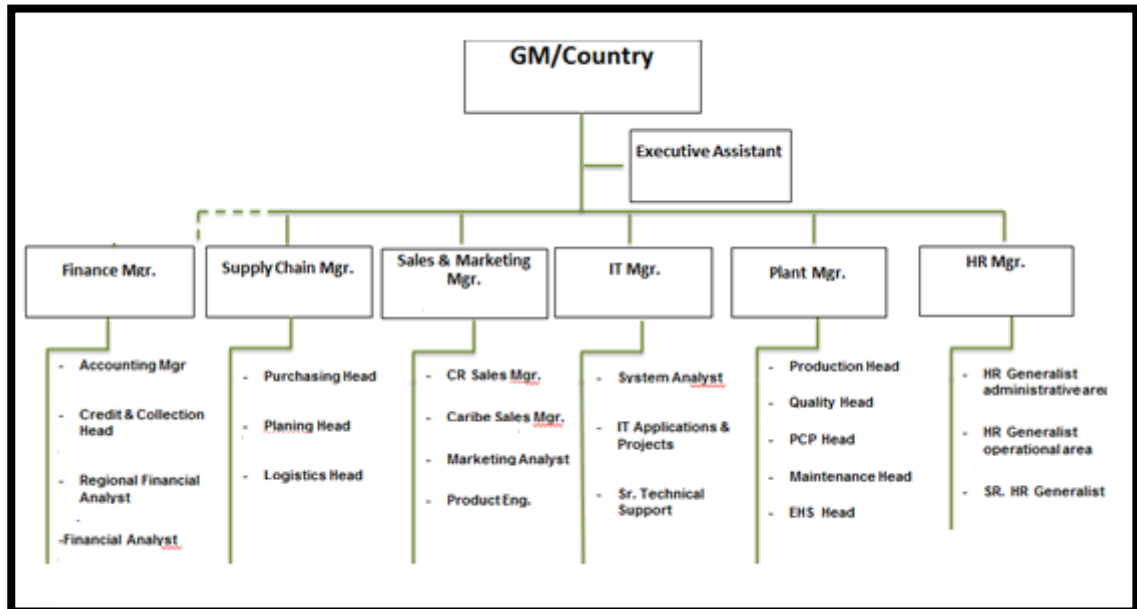 GM/Country
Executive Assistant
Finance Mgr.
Supply Chain Mgr.
Sales & Marketing
Mgr.
IT Mgr.
Plant Mgr.
HR Mgr.
- Accounting Mgr
- Credit & Collection
Head
- Regional Financial
Analyst
-Financial Analyst
- Purchasing Head
- Planing Head
- Logistics Head
- CR Sales Mgr.
- Caribe Sales Mgr.
- Marketing Analyst
- Product Eng.
- System Analyst
- IT Applications &
Projects
- Sr. Technical
Support
- Production Head
- Quality Head
- PCP Head
- Maintenance Head
- EHS Head
- HR Generalist
administrative area
- HR Generalist
operational area
- SR. HR Generalist